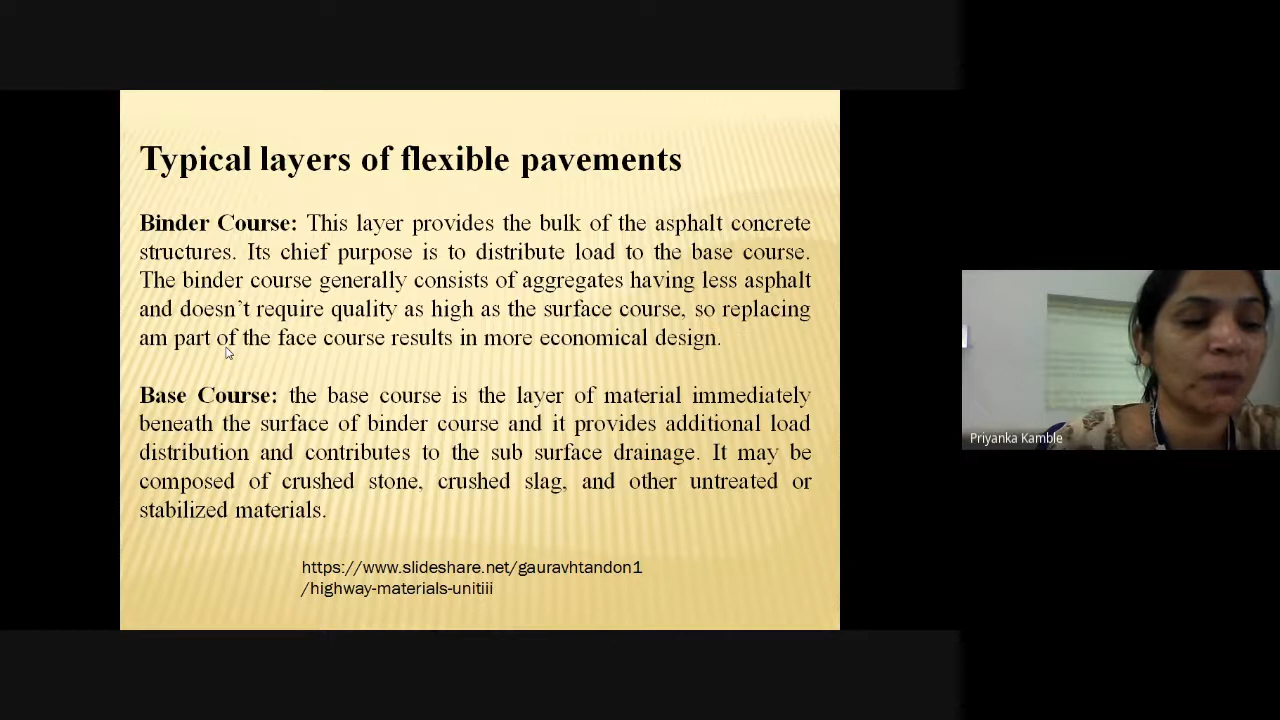 Typical layers of flexible pavements
Binder Course: This layer provides the bulk of the asphalt concrete
structures. Its chief purpose is to distribute load to the base course.
The binder course generally consists of aggregates having less asphalt
and doesn't require quality as high as the surface course, so replacing
am part of the face course results in more economical design.
Base Course: the base course is the layer of material immediately
beneath the surface of binder course and it provides additional load
distribution and contributes to the sub surface drainage. It may be
composed of crushed stone, crushed slag, and other untreated or
stabilized materials.
https://www.slideshare.net/gauravhtandon1
/highway-materials-unitiii
Priyanka Kamble